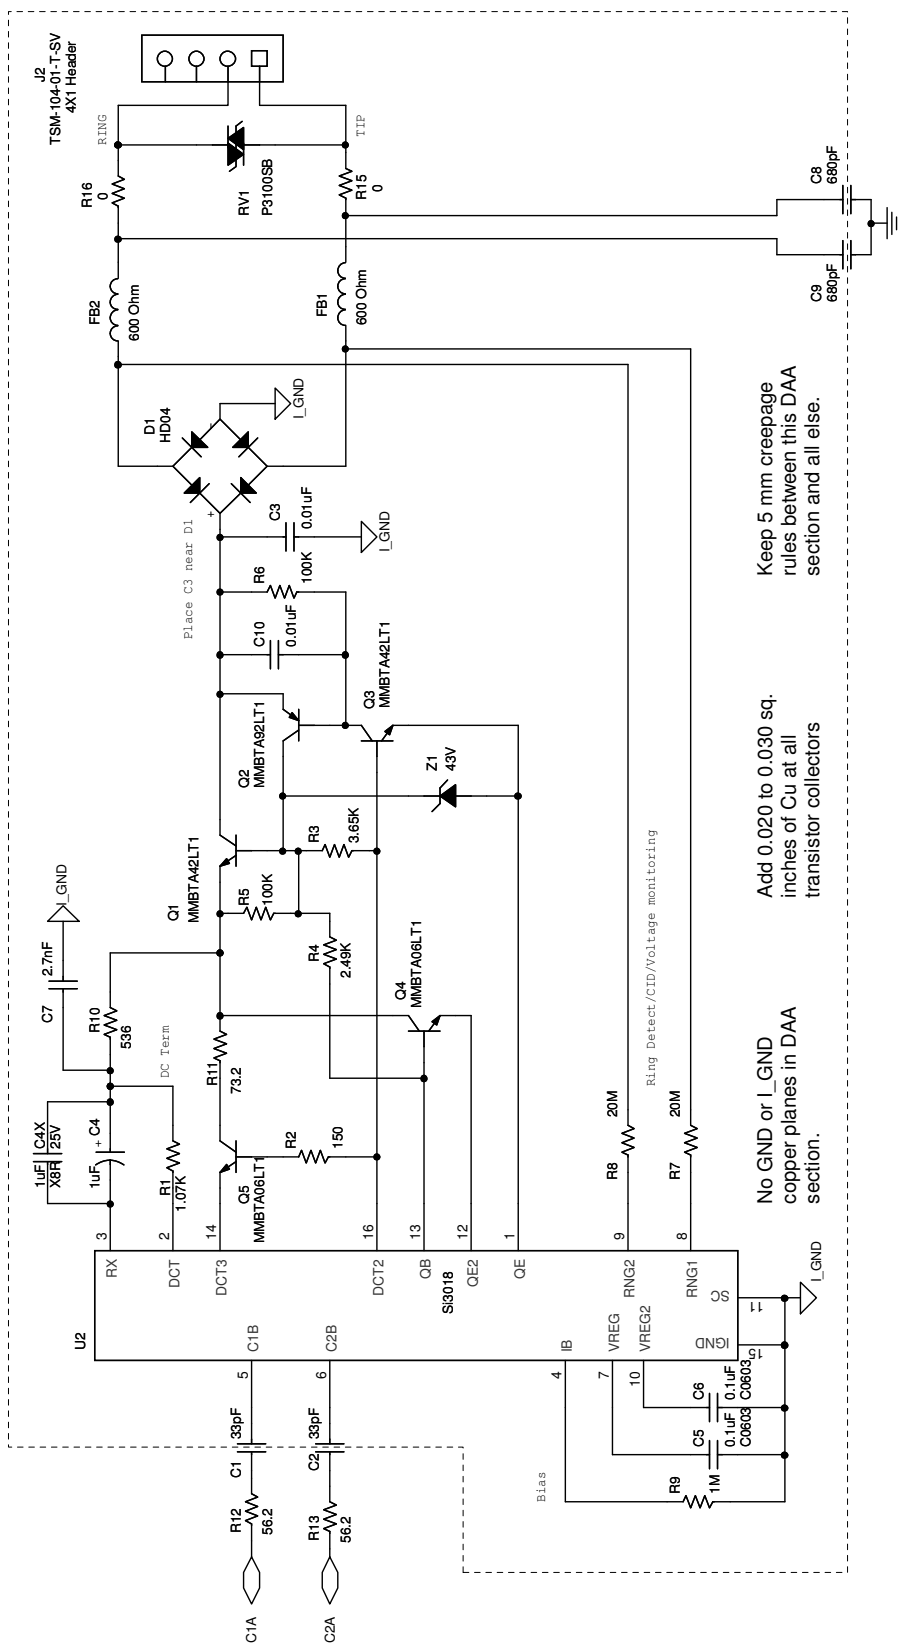 J2
TSM-104-01-T-SV
4X1 Header
RING
TIP
RV1
P3100SB
R16
0
R15
0
C8
680pF
C9
680pF
FB2
600 Ohm
FB1
600 Ohm
D1
HD04
-
+
I_GND
Place C3 near D1
C3
0.01uF
I_GND
R6
100K
C10
0.01uF
Q3
MMBTA42LT1
Q2
MMBTA92LT1
Z1
43V
Q1
MMBTA42LT1
R3
3.65K
R5
100K
R4
2.49K
Q4
MMBTA06LT1
I_GND
2.7nF
C7
R10
536
DC Term
R11
73.2
C4X
1uF
25V
X8R
+
C4
1uF
R1
1.07K
Q5
MMBTA06LT1
R2
150
Ring Detect/CID/Voltage monitoring
R8
20M
R7
20M
Keep 5 mm creepage
rules between this DAA
section and all else.
Add 0.020 to 0.030 sq.
inches of Cu at all
transistor collectors
No GND or I_GND
copper planes in DAA
section.
3
2
14
16
13
12
1
9
8
RX
DCT
DCT3
DCT2
QB
QE2
QE
RNG2
RNG1
Si3018
U2
C1B
C2B
IB
VREG
VREG2
SC
11
IGND
15
I_GND
5
6
4
7
10
C1
33pF
C2
33pF
R12
56.2
R13
56.2
C1A
C2A
Bias
C6
0.1uF
C0603
C5
0.1uF
C0603
R9
1M